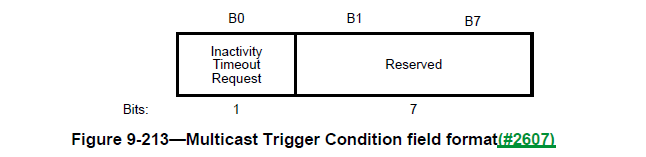 B0 B1 B7
Inactivity
Timeout
Request
Reserved
Bits: 1 7
Figure 9-213—Multicast Trigger Condition field format(#2607)